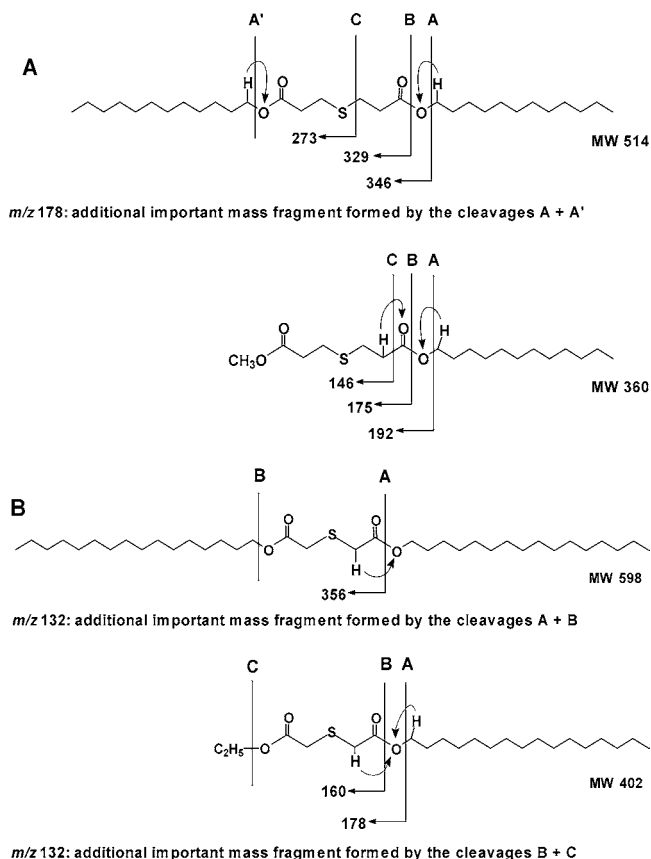 A' C B A
A
H O O H
O S O
273
329
346
MW 514
m/z 178: additional important mass fragment formed by the cleavages A + A'
C B A
O H O H
CH₃O S O
146
175
192
MW 360
B A
B
O S O
O H O
356
MW 598
m/z 132: additional important mass fragment formed by the cleavages A + B
C B A
O S O H
C₂H₅ O H O
160
178
MW 402
m/z 132: additional important mass fragment formed by the cleavages B + C